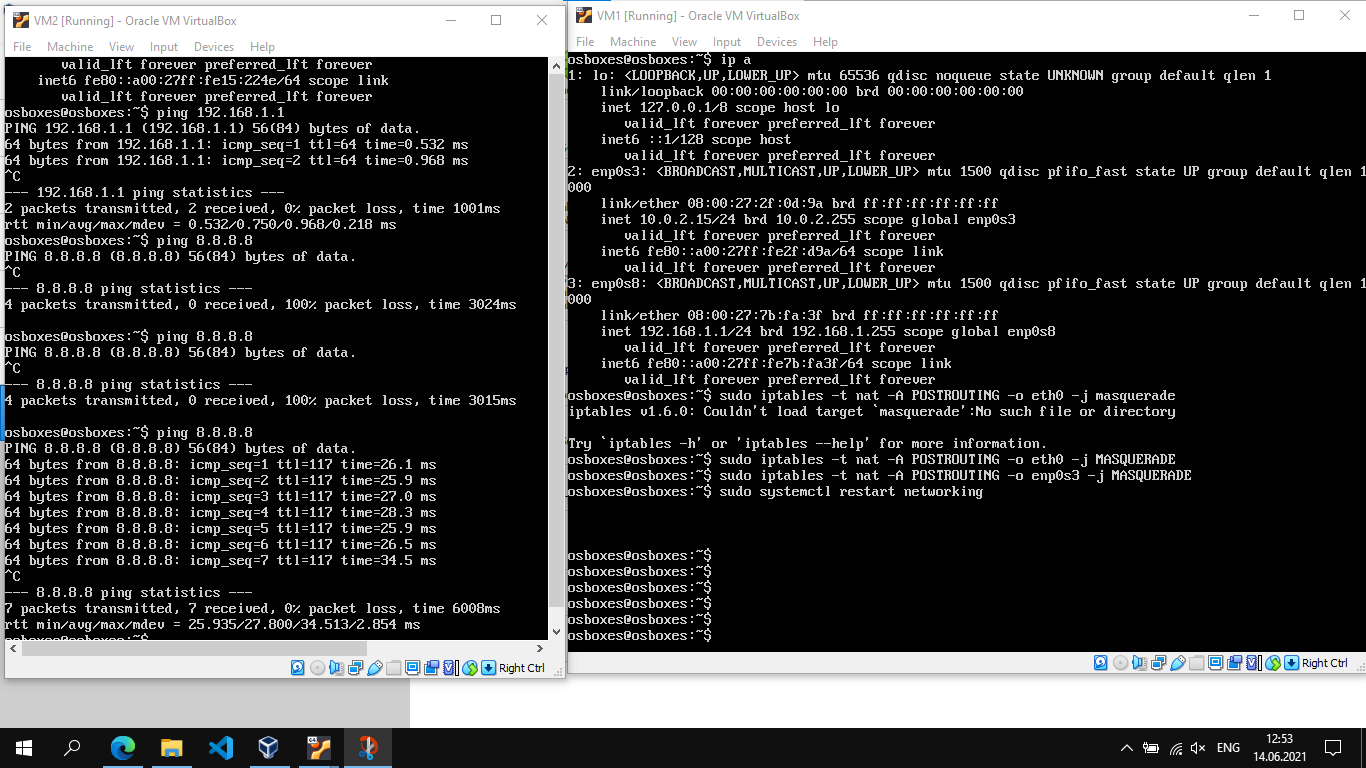 VM2 [Running] - Oracle VM VirtualBox
File Machine View Input Devices Help
valid_lft forever preferred_lft forever
inet6 fe80::a00:27ff:fe15:224e/64 scope link
valid_lft forever preferred_lft forever
osboxes@osboxes:~$ ping 192.168.1.1
PING 192.168.1.1 (192.168.1.1) 56(84) bytes of data.
64 bytes from 192.168.1.1: icmp_seq=1 ttl=64 time=0.532 ms
64 bytes from 192.168.1.1: icmp_seq=2 ttl=64 time=0.968 ms
^C
--- 192.168.1.1 ping statistics ---
2 packets transmitted, 2 received, 0% packet loss, time 1001ms
rtt min/avg/max/mdev = 0.532/0.750/0.968/0.218 ms
osboxes@osboxes:~$ ping 8.8.8.8
PING 8.8.8.8 (8.8.8.8) 56(84) bytes of data.
^C
--- 8.8.8.8 ping statistics ---
4 packets transmitted, 0 received, 100% packet loss, time 3024ms
osboxes@osboxes:~$ ping 8.8.8.8
PING 8.8.8.8 (8.8.8.8) 56(84) bytes of data.
^C
--- 8.8.8.8 ping statistics ---
4 packets transmitted, 0 received, 100% packet loss, time 3015ms
osboxes@osboxes:~$ ping 8.8.8.8
PING 8.8.8.8 (8.8.8.8) 56(84) bytes of data.
64 bytes from 8.8.8.8: icmp_seq=1 ttl=117 time=26.1 ms
64 bytes from 8.8.8.8: icmp_seq=2 ttl=117 time=25.9 ms
64 bytes from 8.8.8.8: icmp_seq=3 ttl=117 time=27.0 ms
64 bytes from 8.8.8.8: icmp_seq=4 ttl=117 time=28.3 ms
64 bytes from 8.8.8.8: icmp_seq=5 ttl=117 time=25.9 ms
64 bytes from 8.8.8.8: icmp_seq=6 ttl=117 time=26.5 ms
64 bytes from 8.8.8.8: icmp_seq=7 ttl=117 time=34.5 ms
^C
--- 8.8.8.8 ping statistics ---
7 packets transmitted, 7 received, 0% packet loss, time 6008ms
rtt min/avg/max/mdev = 25.935/27.800/34.513/2.854 ms
osboxes@osboxes:~$
Right Ctrl
VM1 [Running] - Oracle VM VirtualBox
File Machine View Input Devices Help
osboxes@osboxes:~$ ip a
1: lo: <LOOPBACK,UP,LOWER_UP> mtu 65536 qdisc noqueue state UNKNOWN group default qlen 1
link/loopback 00:00:00:00:00:00 brd 00:00:00:00:00:00
inet 127.0.0.1/8 scope host lo
valid_lft forever preferred_lft forever
inet6 ::1/128 scope host
valid_lft forever preferred_lft forever
2: enp0s3: <BROADCAST,MULTICAST,UP,LOWER_UP> mtu 1500 qdisc pfifo_fast state UP group default qlen 1
000
link/ether 08:00:27:2f:0d:9a brd ff:ff:ff:ff:ff:ff
inet 10.0.2.15/24 brd 10.0.2.255 scope global enp0s3
valid_lft forever preferred_lft forever
inet6 fe80::a00:27ff:fe2f:d9a/64 scope link
valid_lft forever preferred_lft forever
3: enp0s8: <BROADCAST,MULTICAST,UP,LOWER_UP> mtu 1500 qdisc pfifo_fast state UP group default qlen 1
000
link/ether 08:00:27:7b:fa:3f brd ff:ff:ff:ff:ff:ff
inet 192.168.1.1/24 brd 192.168.1.255 scope global enp0s8
valid_lft forever preferred_lft forever
inet6 fe80::a00:27ff:fe7b:fa3f/64 scope link
valid_lft forever preferred_lft forever
osboxes@osboxes:~$ sudo iptables -t nat -A POSTROUTING -o eth0 -j masquerade
iptables v1.6.0: Couldn't load target `masquerade':No such file or directory
Try `iptables -h' or 'iptables --help' for more information.
osboxes@osboxes:~$ sudo iptables -t nat -A POSTROUTING -o eth0 -j MASQUERADE
osboxes@osboxes:~$ sudo iptables -t nat -A POSTROUTING -o enp0s3 -j MASQUERADE
osboxes@osboxes:~$ sudo systemctl restart networking
osboxes@osboxes:~$
osboxes@osboxes:~$
osboxes@osboxes:~$
osboxes@osboxes:~$
osboxes@osboxes:~$
osboxes@osboxes:~$
Right Ctrl
ENG
12:53
14.06.2021